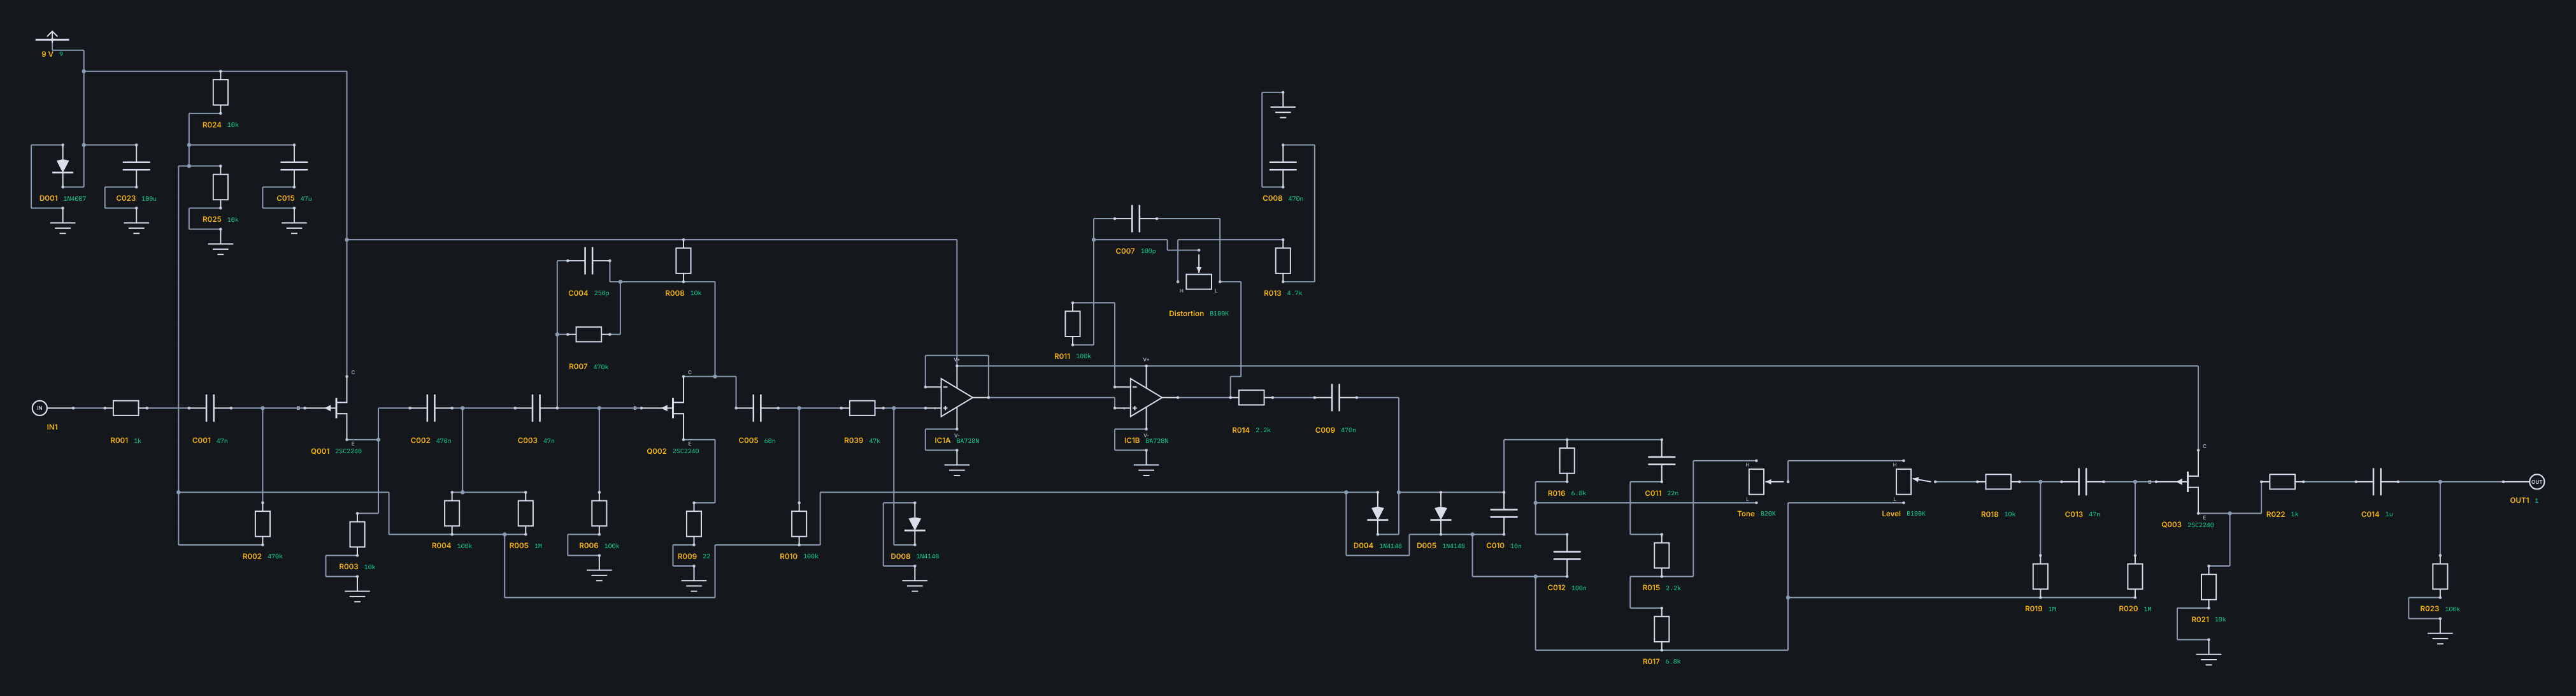 9 V 9
R024 10k
D001 1N4007
C023 100u
R025 10k
C015 47u
C008 470n
C007 100p
C004 250p
R008 10k
H
L
R013 4.7k
Distortion B100K
R011 100k
R007 470k
V+
V+
C
C
IN
B
B
IN1
R001 1k
C001 47n
E
Q001 2SC2240
C002 470n
C003 47n
E
Q002 2SC2240
C005 68n
R039 47k
V-
IC1A BA728N
V-
IC1B BA728N
R014 2.2k
C009 470n
C
H
H
B
OUT
R016 6.8k
C011 22n
L
L
OUT1 1
Tone B20K
Level B100K
R018 10k
C013 47n
E
Q003 2SC2240
R022 1k
C014 1u
R002 470k
R003 10k
R004 100k
R005 1M
R006 100k
R009 22
R010 100k
D008 1N4148
D004 1N4148
D005 1N4148
C010 10n
C012 100n
R015 2.2k
R019 1M
R020 1M
R021 10k
R023 100k
R017 6.8k